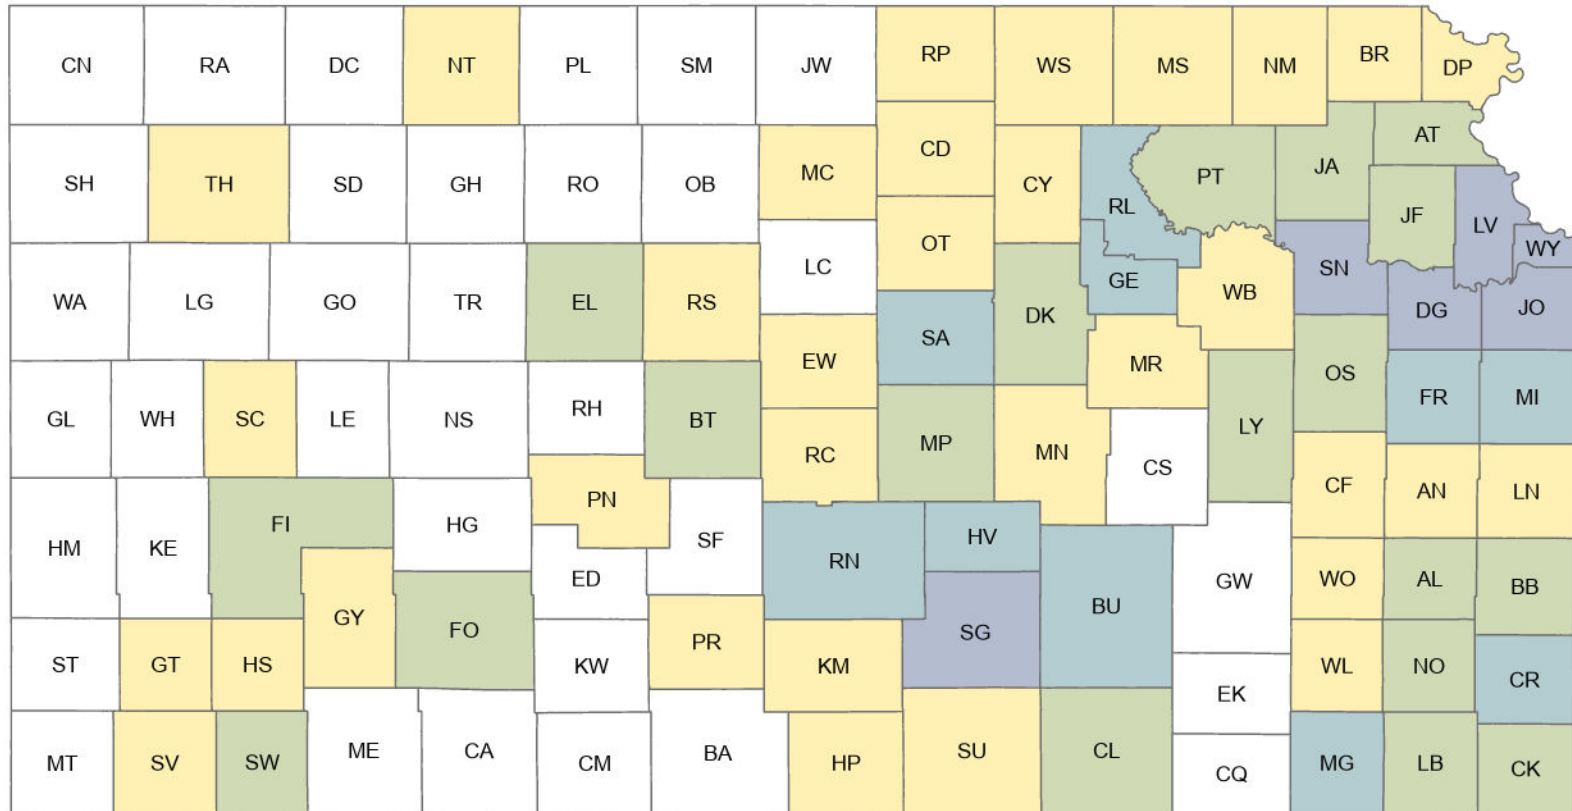 CN RA DC NT PL SM JW RP WS MS NM BR DP
SH TH SD GH RO OB MC CD CY RL PT JA AT
OT JF LV WY
WA LG GO TR EL RS LC SA DK GE WB SN DG JO
GL WH SC LE NS RH BT EW RC MP MN MR CS LY OS FR MI
CF AN LN
HM KE FI HG PN SF ED RN HV BU GW WO AL BB
ST GT HS GY FO KW PR KM SG EK WL NO CR
MT SV SW ME CA CM BA HP SU CL CQ MG LB CK